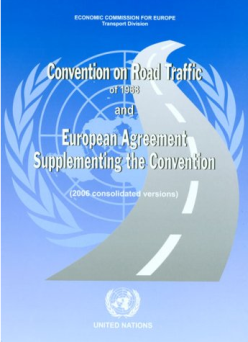 ECONOMIC COMMISSION FOR EUROPE
Transport Division
Convention on Road Traffic
of 1968
and
European Agreement
Supplementing the Convention
(2006 consolidated versions)
UNITED NATIONS